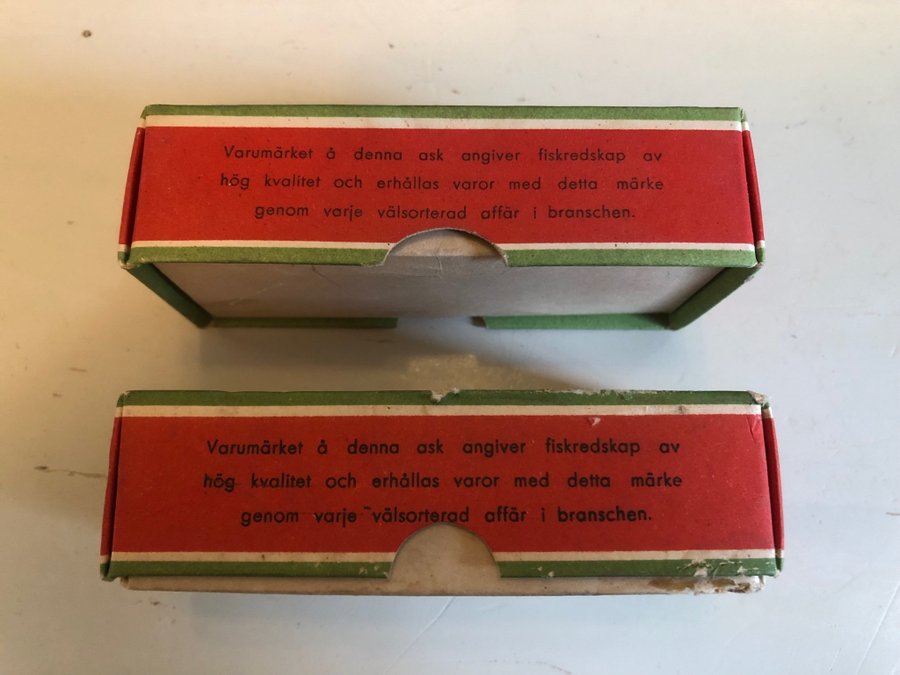 Varumärket å denna ask angiver fiskredskap av
hög kvalitet och erhållas varor med detta märke
genom varje välsorterad affär i branschen.
Varumärket å denna ask angiver fiskredskap av
hög kvalitet och erhållas varor med detta märke
genom varje välsorterad affär i branschen.